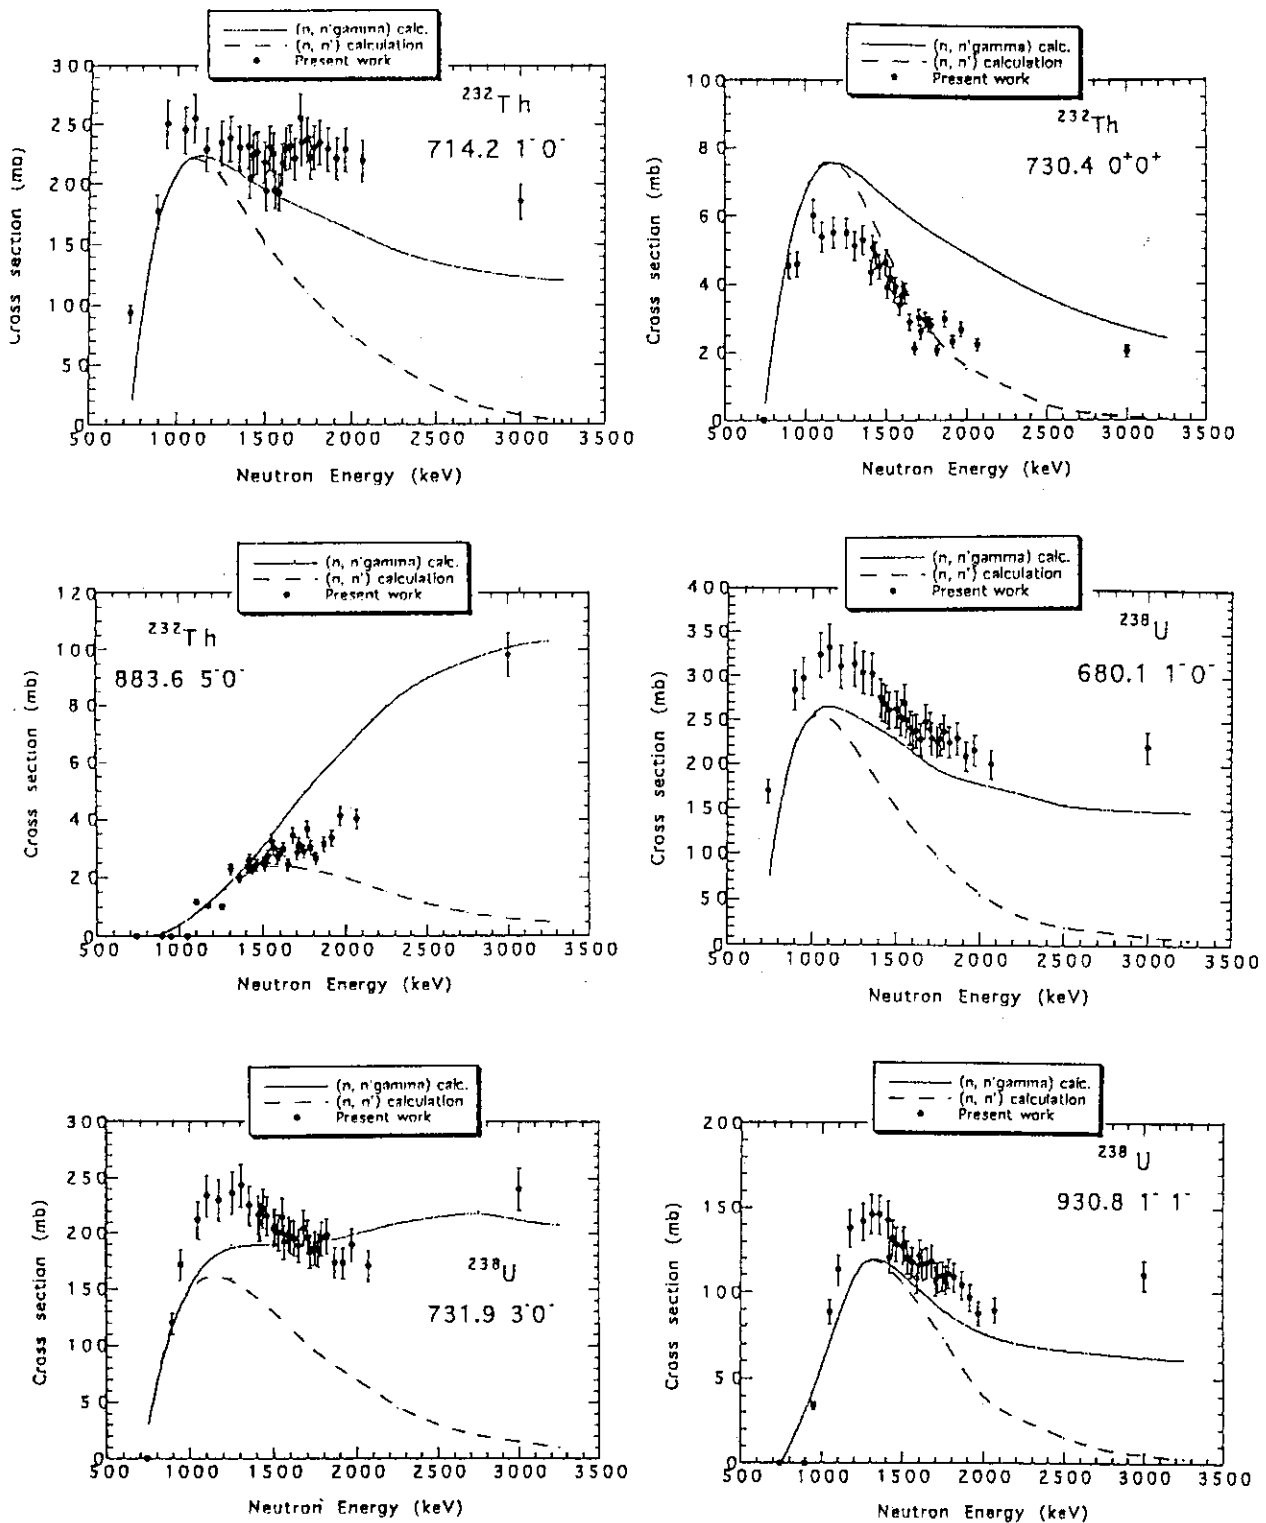 (n, n'gamma) calc.
(n, n') calculation
Present work
300
250
200
150
100
50
0
500 1000 1500 2000 2500 3000 3500
232Th
714.2 1-0-
Cross section (mb)
Neutron Energy (keV)
(n, n'gamma) calc.
(n, n') calculation
Present work
100
80
60
40
20
0
500 1000 1500 2000 2500 3000 3500
232Th
730.4 0+0+
Cross section (mb)
Neutron Energy (keV)
(n, n'gamma) calc.
(n, n') calculation
Present work
120
100
80
60
40
20
0
500 1000 1500 2000 2500 3000 3500
232Th
883.6 5-0-
Cross section (mb)
Neutron Energy (keV)
(n, n'gamma) calc.
(n, n') calculation
Present work
400
350
300
250
200
150
100
50
0
500 1000 1500 2000 2500 3000 3500
238U
680.1 1-0-
Cross section (mb)
Neutron Energy (keV)
(n, n'gamma) calc.
(n, n') calculation
Present work
300
250
200
150
100
50
0
500 1000 1500 2000 2500 3000 3500
238U
731.9 3-0-
Cross section (mb)
Neutron Energy (keV)
(n, n'gamma) calc.
(n, n') calculation
Present work
200
150
100
50
0
500 1000 1500 2000 2500 3000 3500
238U
930.8 1- 1-
Cross section (mb)
Neutron Energy (keV)